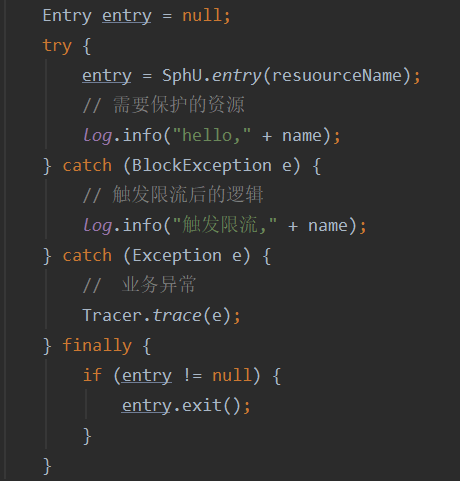 Entry entry = null;
try {
entry = SphU.entry(resuourceName);
// 需要保护的资源
log.info("hello," + name);
} catch (BlockException e) {
// 触发限流后的逻辑
log.info("触发限流," + name);
} catch (Exception e) {
//  业务异常
Tracer.trace(e);
} finally {
if (entry != null) {
entry.exit();
}
}